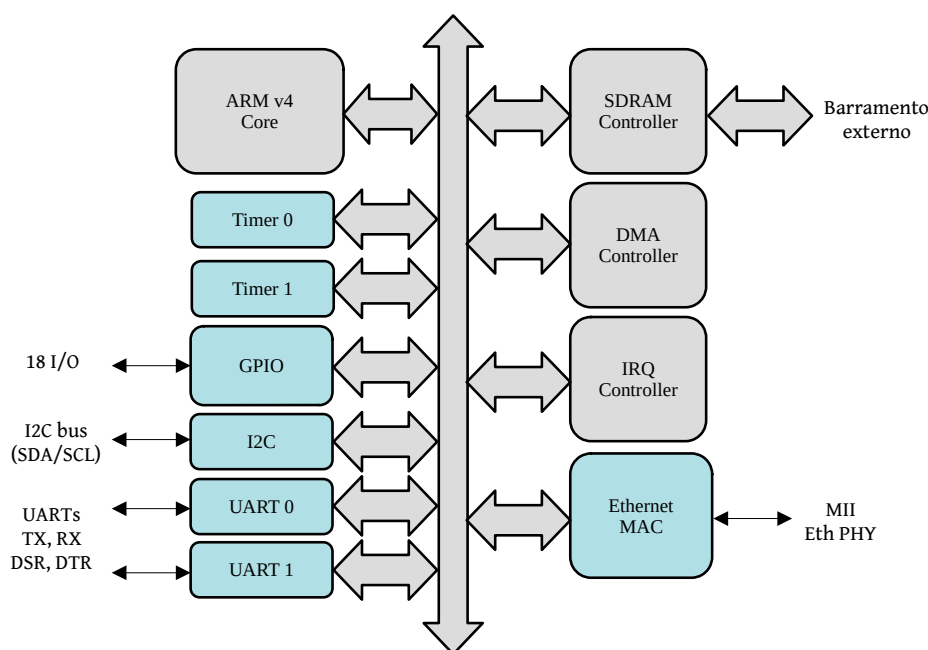 ARM v4
Core
SDRAM
Controller
Barramento
externo
Timer 0
DMA
Controller
Timer 1
18 I/O
GPIO
IRQ
Controller
I2C bus
(SDA/SCL)
I2C
UARTs
TX, RX
DSR, DTR
UART 0
UART 1
Ethernet
MAC
MII
Eth PHY